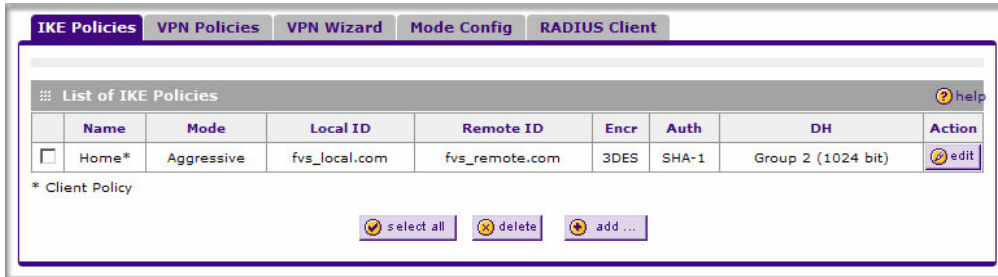 IKE Policies VPN Policies VPN Wizard Mode Config RADIUS Client
List of IKE Policies help
Name Mode Local ID Remote ID Encr Auth DH Action
Home* Aggressive fvs_local.com fvs_remote.com 3DES SHA-1 Group 2 (1024 bit) edit
* Client Policy
select all delete add ...